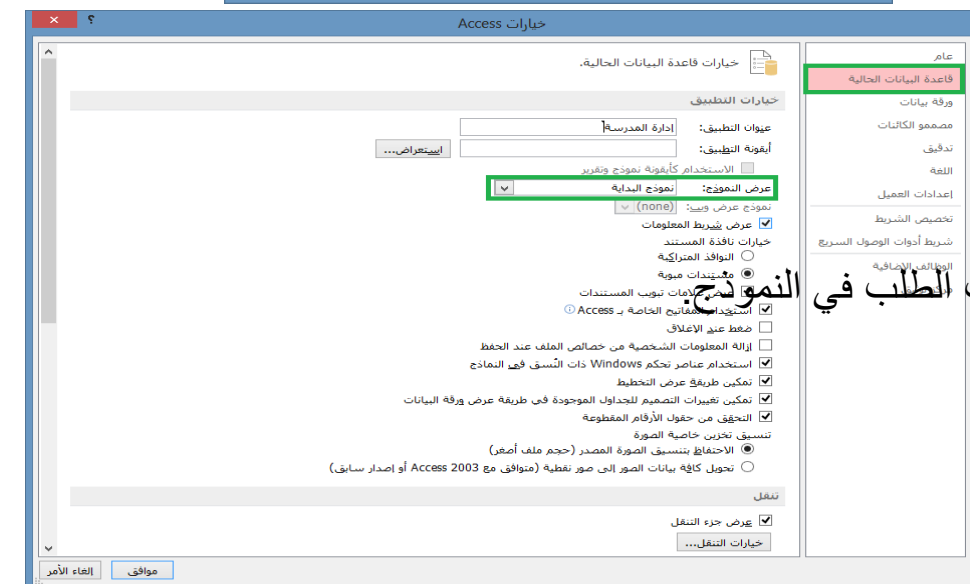 خيارات Access
؟
عام
قاعدة البيانات الحالية
ورقة بيانات
مصممو الكائنات
تدقيق
اللغة
إعدادات العميل
تخصيص الشريط
شريط أدوات الوصول السريع
الوظائف الإضافية
الطلب في النموذج.
خيارات قاعدة البيانات الحالية.
خيارات التطبيق
عنوان التطبيق: إدارة المدرسة
أيقونة التطبيق: استعراض...
الاستخدام كأيقونة نموذج وتقرير
عرض النموذج: نموذج البداية
نموذج عرض ويب: (none)
عرض شريط المعلومات
خيارات نافذة المستند
النوافذ المتراكبة
مستندات مبوبة
عرض علامات تبويب المستندات
استخدام المفاتيح الخاصة بـ Access
ضغط عند الإغلاق
إزالة المعلومات الشخصية من خصائص الملف عند الحفظ
استخدام عناصر تحكم Windows ذات النّسق في النماذج
تمكين طريقة عرض التخطيط
تمكين تغييرات التصميم للجداول الموجودة في طريقة عرض ورقة البيانات
التحقق من حقول الأرقام المقطوعة
تنسيق تخزين خاصية الصورة
الاحتفاظ بتنسيق الصورة المصدر (حجم ملف أصغر)
تحويل كافة بيانات الصور إلى صور نقطية (متوافق مع Access 2003 أو إصدار سابق)
تنقل
عرض جزء التنقل
خيارات التنقل...
موافق
إلغاء الأمر